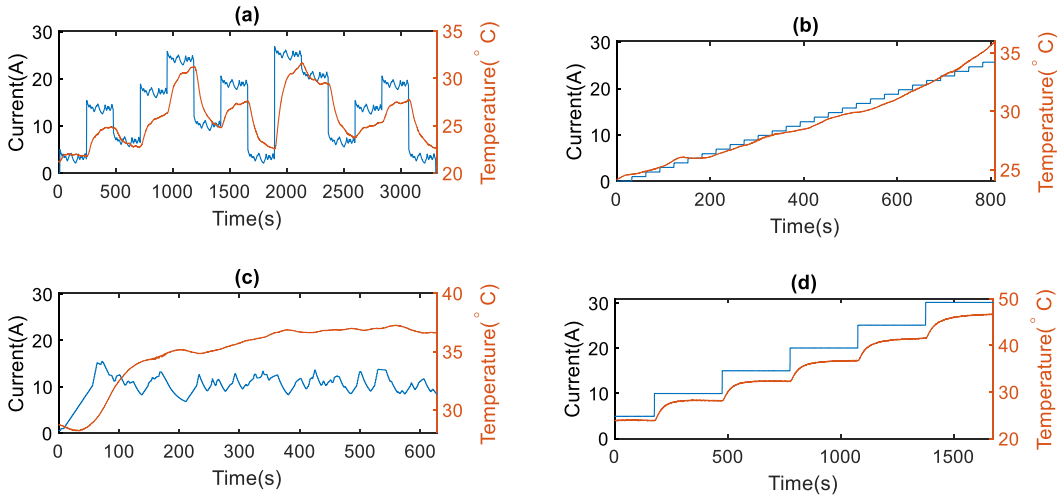 (a)
30
20
10
0
Current(A)
35
30
25
20
Temperature( ° C)
0 500 1000 1500 2000 2500 3000
Time(s)
(b)
30
20
10
0
Current(A)
35
30
25
Temperature( ° C)
0 200 400 600 800
Time(s)
(c)
30
20
10
0
Current(A)
40
35
30
Temperature( ° C)
0 100 200 300 400 500 600
Time(s)
(d)
30
20
10
0
Current(A)
50
40
30
20
Temperature( ° C)
0 500 1000 1500
Time(s)